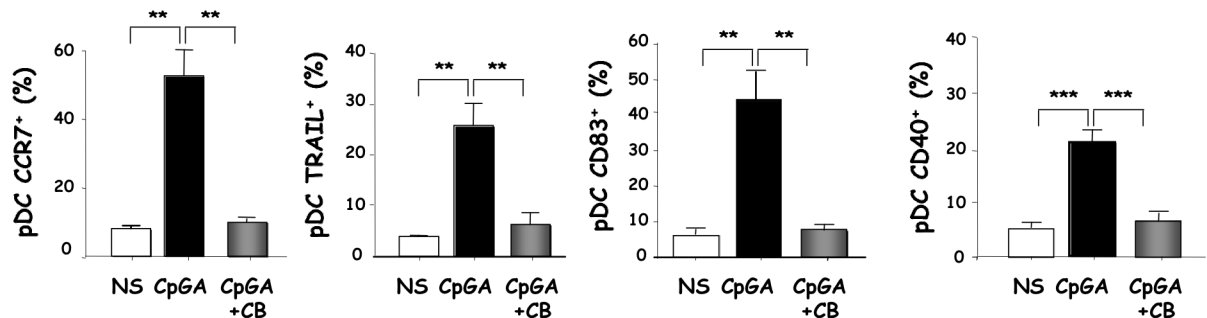 ** **
pDC CCR7+ (%)
60
40
20
0
NS CpGA CpGA
+CB
** **
pDC TRAIL+ (%)
40
30
20
10
0
NS CpGA CpGA
+CB
** **
pDC CD83+ (%)
60
50
40
30
20
10
0
NS CpGA CpGA
+CB
*** ***
pDC CD40+ (%)
40
30
20
10
0
NS CpGA CpGA
+CB